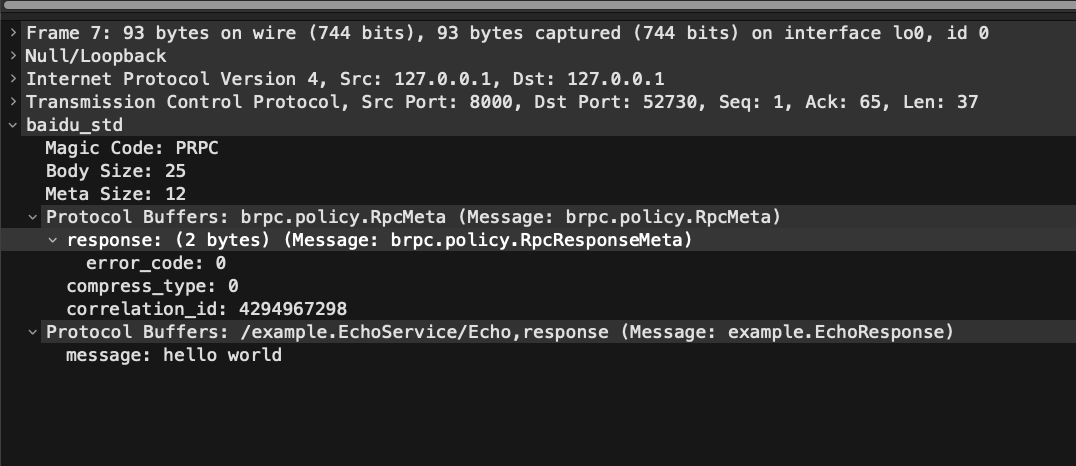 Frame 7: 93 bytes on wire (744 bits), 93 bytes captured (744 bits) on interface lo0, id 0
Null/Loopback
Internet Protocol Version 4, Src: 127.0.0.1, Dst: 127.0.0.1
Transmission Control Protocol, Src Port: 8000, Dst Port: 52730, Seq: 1, Ack: 65, Len: 37
baidu_std
Magic Code: PRPC
Body Size: 25
Meta Size: 12
Protocol Buffers: brpc.policy.RpcMeta (Message: brpc.policy.RpcMeta)
response: (2 bytes) (Message: brpc.policy.RpcResponseMeta)
error_code: 0
compress_type: 0
correlation_id: 4294967298
Protocol Buffers: /example.EchoService/Echo,response (Message: example.EchoResponse)
message: hello world